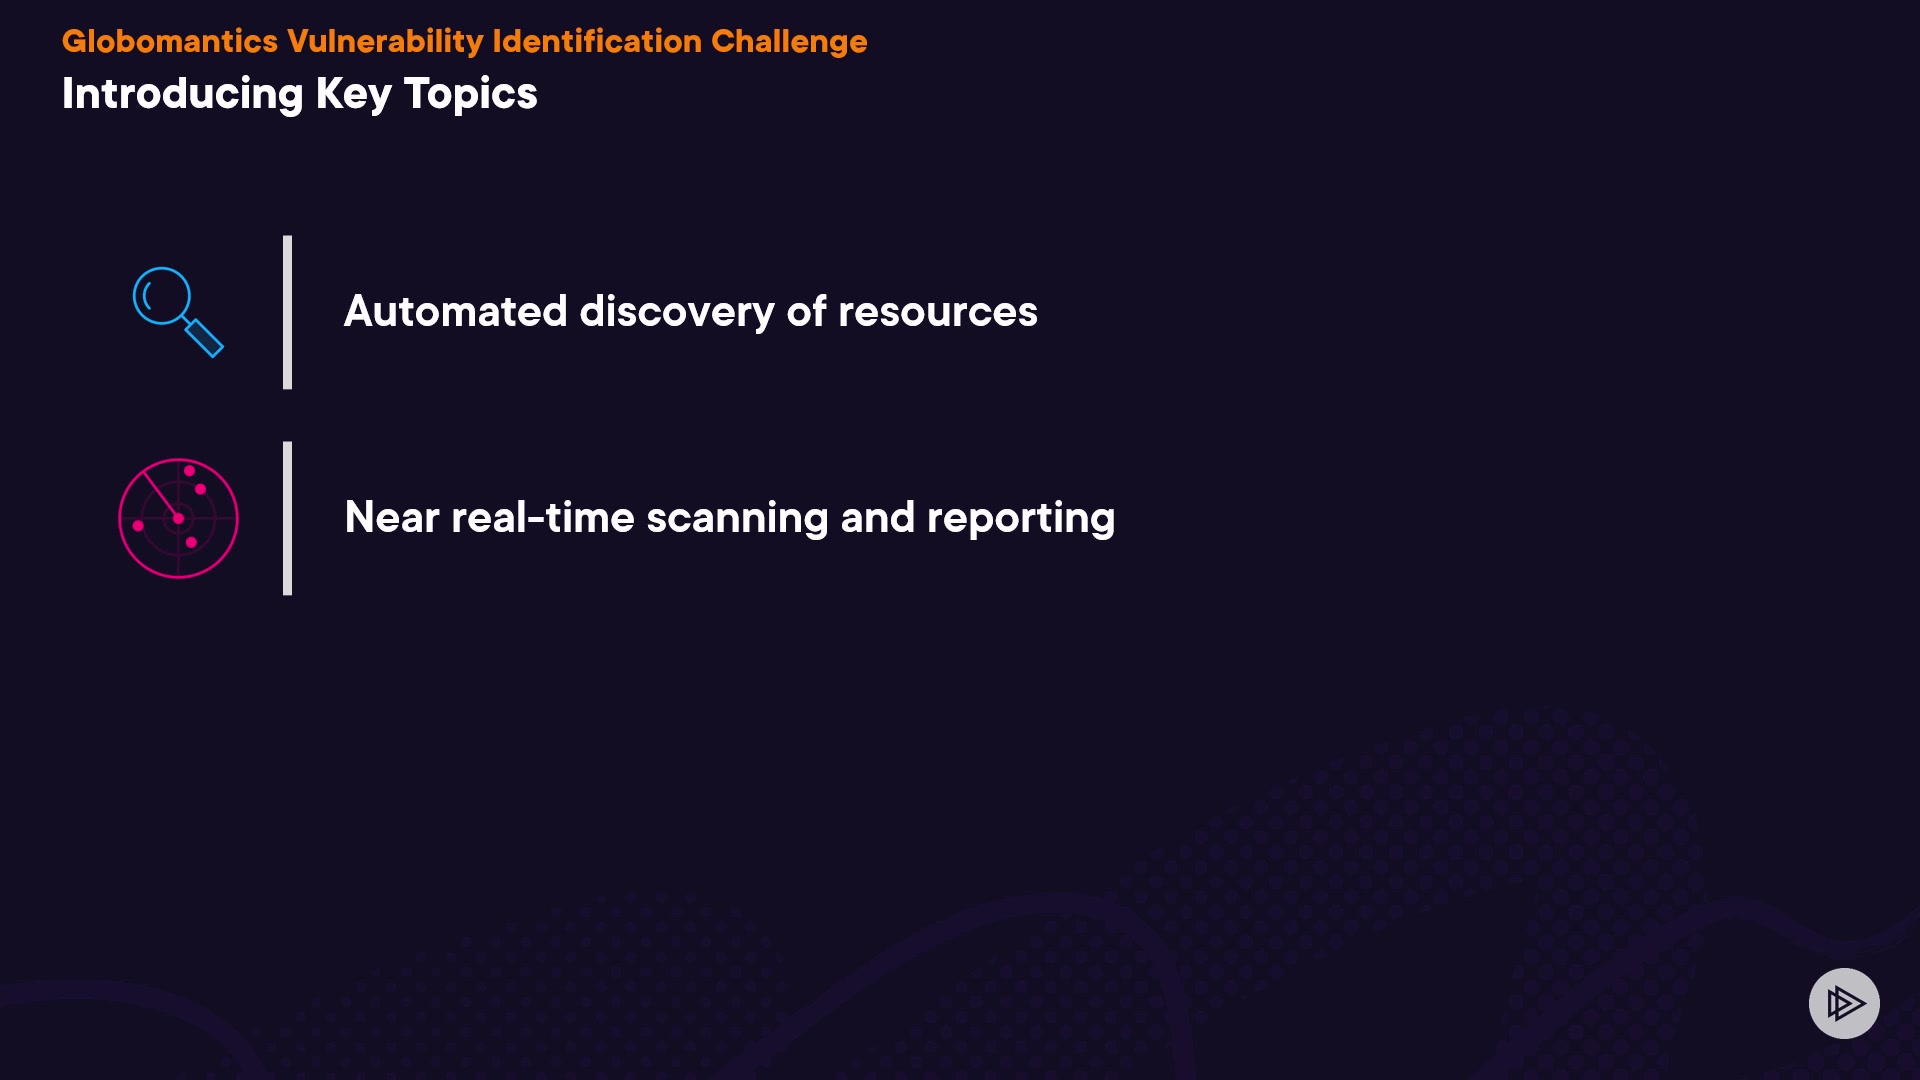 Globomantics Vulnerability Identification Challenge
Introducing Key Topics
Automated discovery of resources
Near real-time scanning and reporting